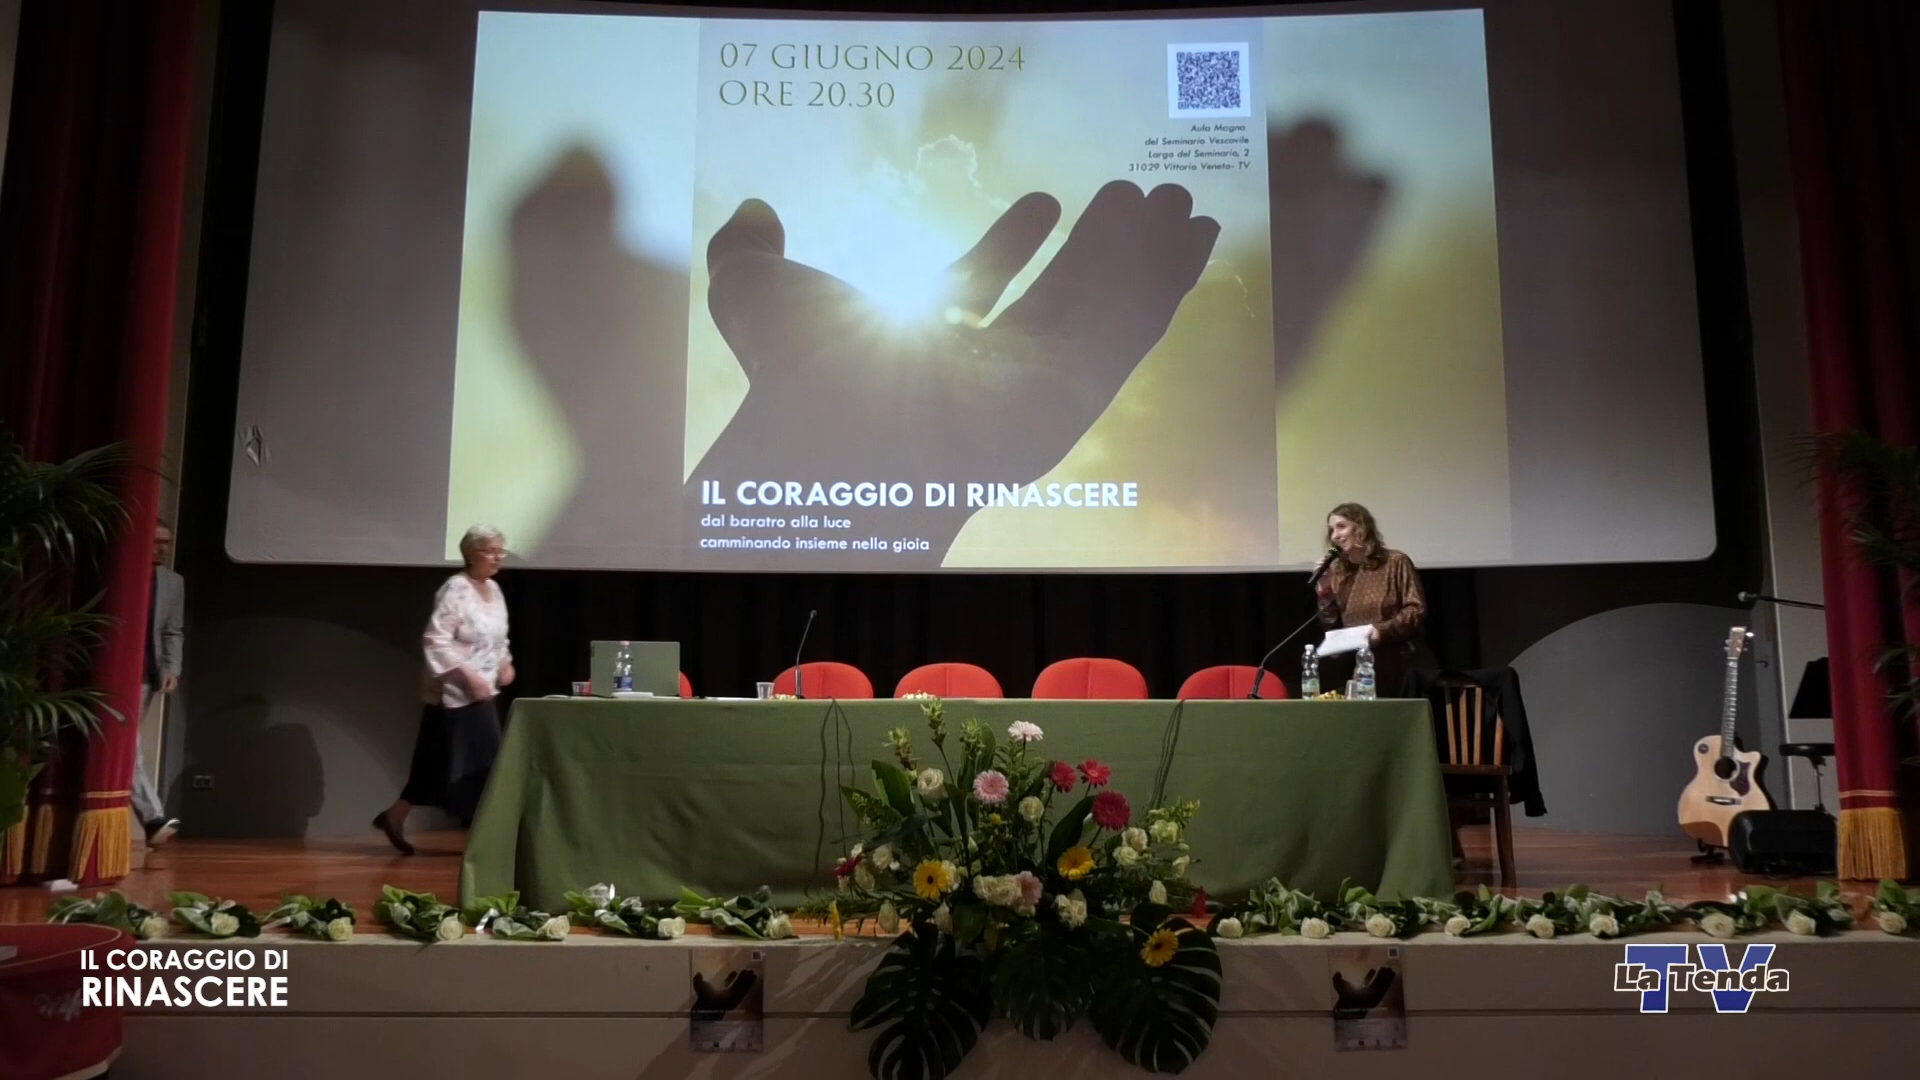 07 GIUGNO 2024
ORE 20.30
Aula Magna
del Seminario Vescovile
Largo del Seminario, 2
31029 Vittorio Veneto- TV
IL CORAGGIO DI RINASCERE
dal baratro alla luce
camminando insieme nella gioia
IL CORAGGIO DI
RINASCERE
La Tenda
TV